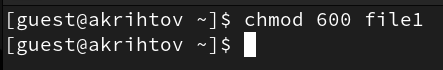 [guest@akrihtov ~]$ chmod 600 file1
[guest@akrihtov ~]$